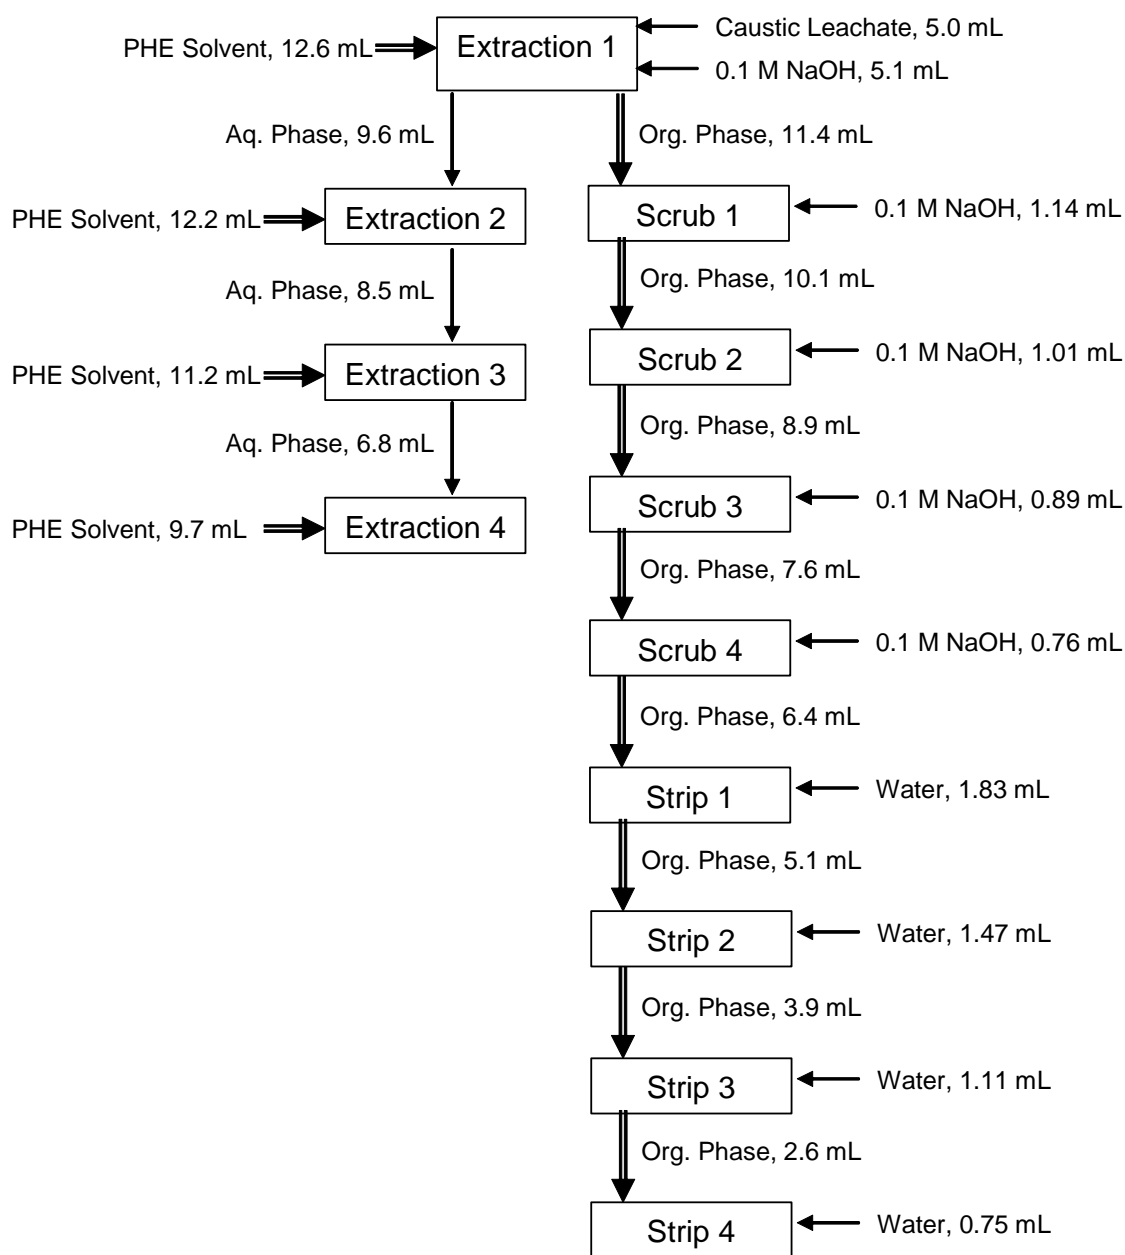 Caustic Leachate, 5.0 mL
PHE Solvent, 12.6 mL
Extraction 1
0.1 M NaOH, 5.1 mL
Aq. Phase, 9.6 mL
Org. Phase, 11.4 mL
PHE Solvent, 12.2 mL
Extraction 2
Scrub 1
0.1 M NaOH, 1.14 mL
Aq. Phase, 8.5 mL
Org. Phase, 10.1 mL
PHE Solvent, 11.2 mL
Extraction 3
Scrub 2
0.1 M NaOH, 1.01 mL
Aq. Phase, 6.8 mL
Org. Phase, 8.9 mL
PHE Solvent, 9.7 mL
Extraction 4
Scrub 3
0.1 M NaOH, 0.89 mL
Org. Phase, 7.6 mL
Scrub 4
0.1 M NaOH, 0.76 mL
Org. Phase, 6.4 mL
Strip 1
Water, 1.83 mL
Org. Phase, 5.1 mL
Strip 2
Water, 1.47 mL
Org. Phase, 3.9 mL
Strip 3
Water, 1.11 mL
Org. Phase, 2.6 mL
Strip 4
Water, 0.75 mL